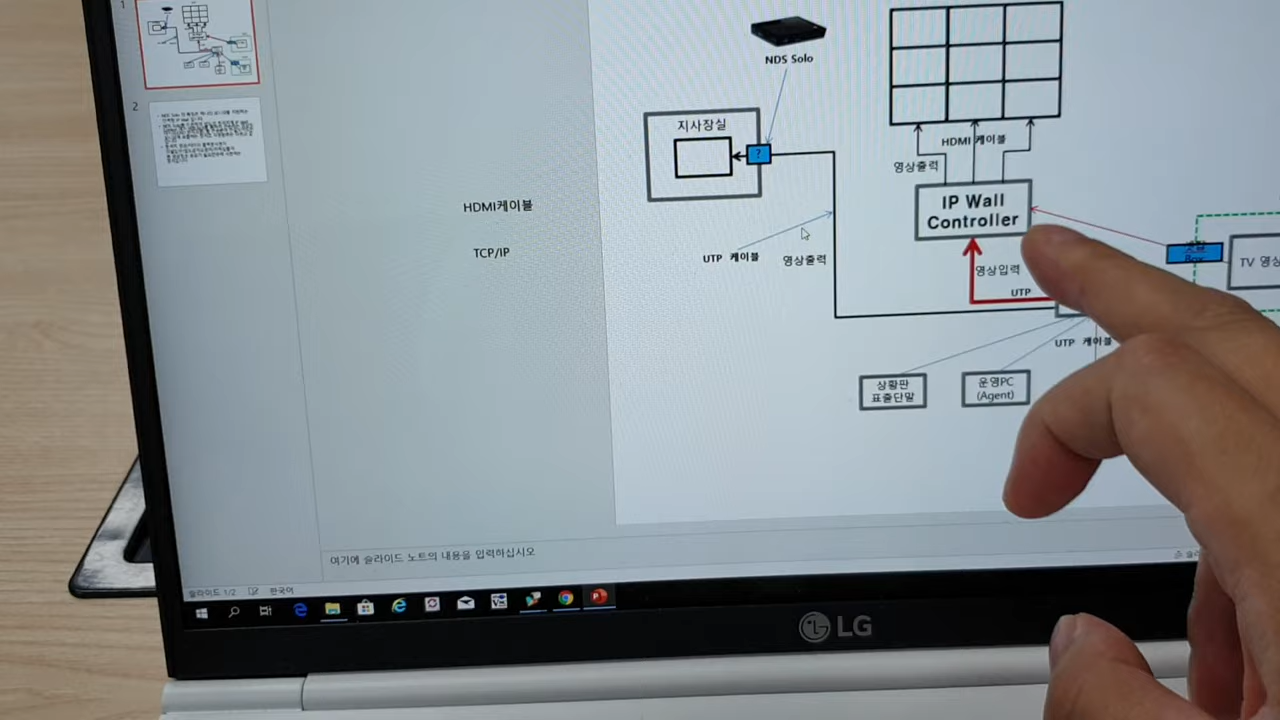 1
2
NDS Solo
지사장실
?
HDMI 케이블
영상출력
IP Wall
Controller
HDMI케이블
TCP/IP
UTP 케이블
영상출력
영상입력
UTP
Box
TV 영상
UTP 케이블
상황판
표출단말
운영PC
(Agent)
여기에 슬라이드 노트의 내용을 입력하십시오
슬라이드 1/2
한국어
LG